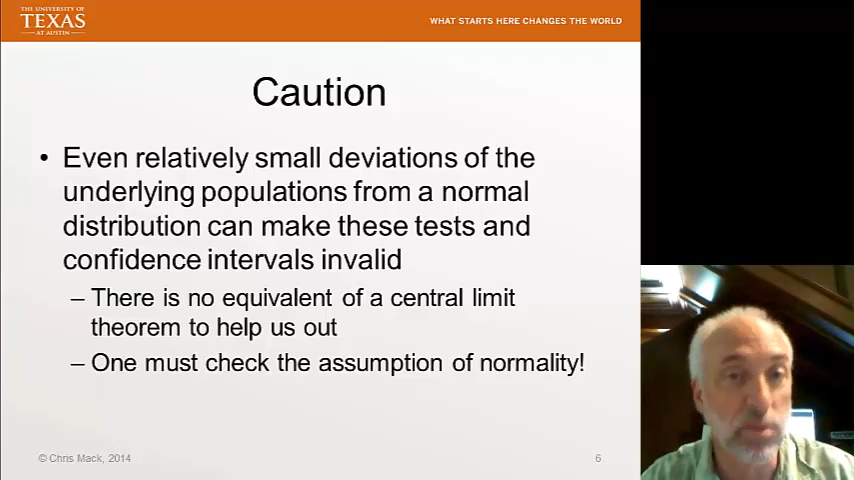 THE UNIVERSITY OF
TEXAS
AT AUSTIN
WHAT STARTS HERE CHANGES THE WORLD
Caution
• Even relatively small deviations of the
underlying populations from a normal
distribution can make these tests and
confidence intervals invalid
– There is no equivalent of a central limit
theorem to help us out
– One must check the assumption of normality!
© Chris Mack, 2014
6